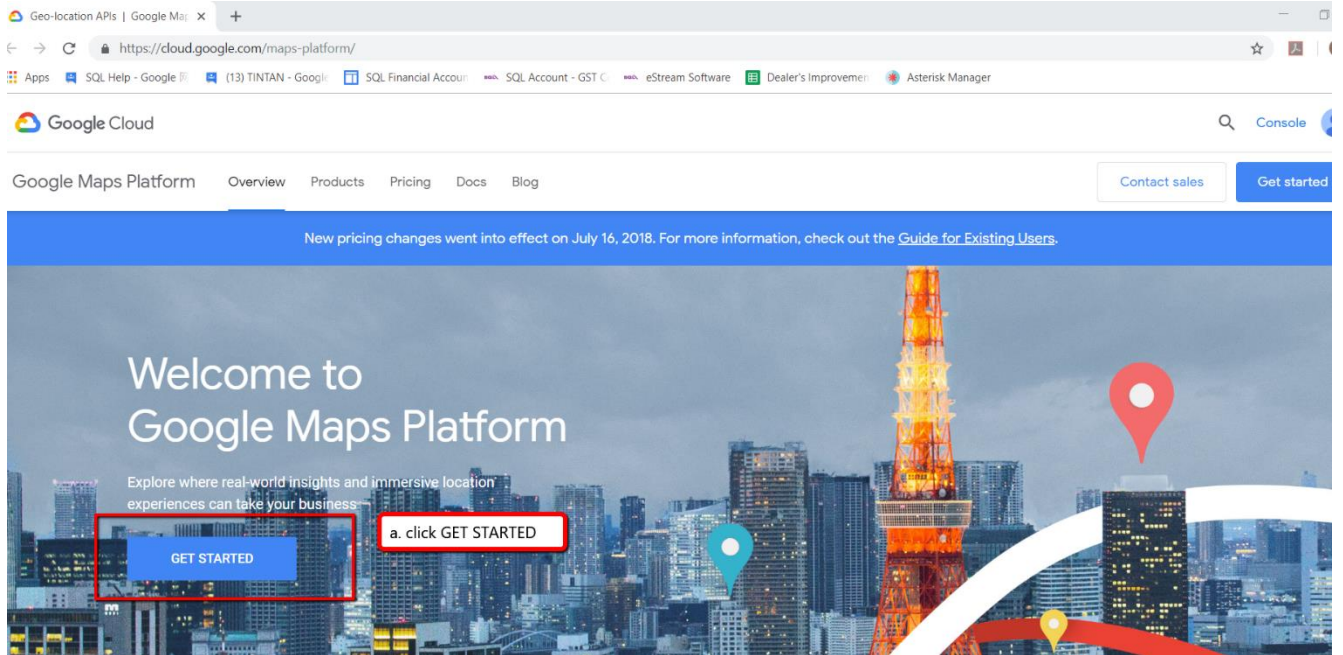 Geo-location APIs | Google Map
https://cloud.google.com/maps-platform/
Apps SQL Help - Google (13) TINTAN - Googl SQL Financial Accoun SQL Account - GST eStream Software Dealer's Improvemen Asterisk Manager
Google Cloud Console
Google Maps Platform Overview Products Pricing Docs Blog Contact sales Get started
New pricing changes went into effect on July 16, 2018. For more information, check out the Guide for Existing Users.
Welcome to
Google Maps Platform
Explore where real-world insights and immersive location
experiences can take your business
a. click GET STARTED
GET STARTED